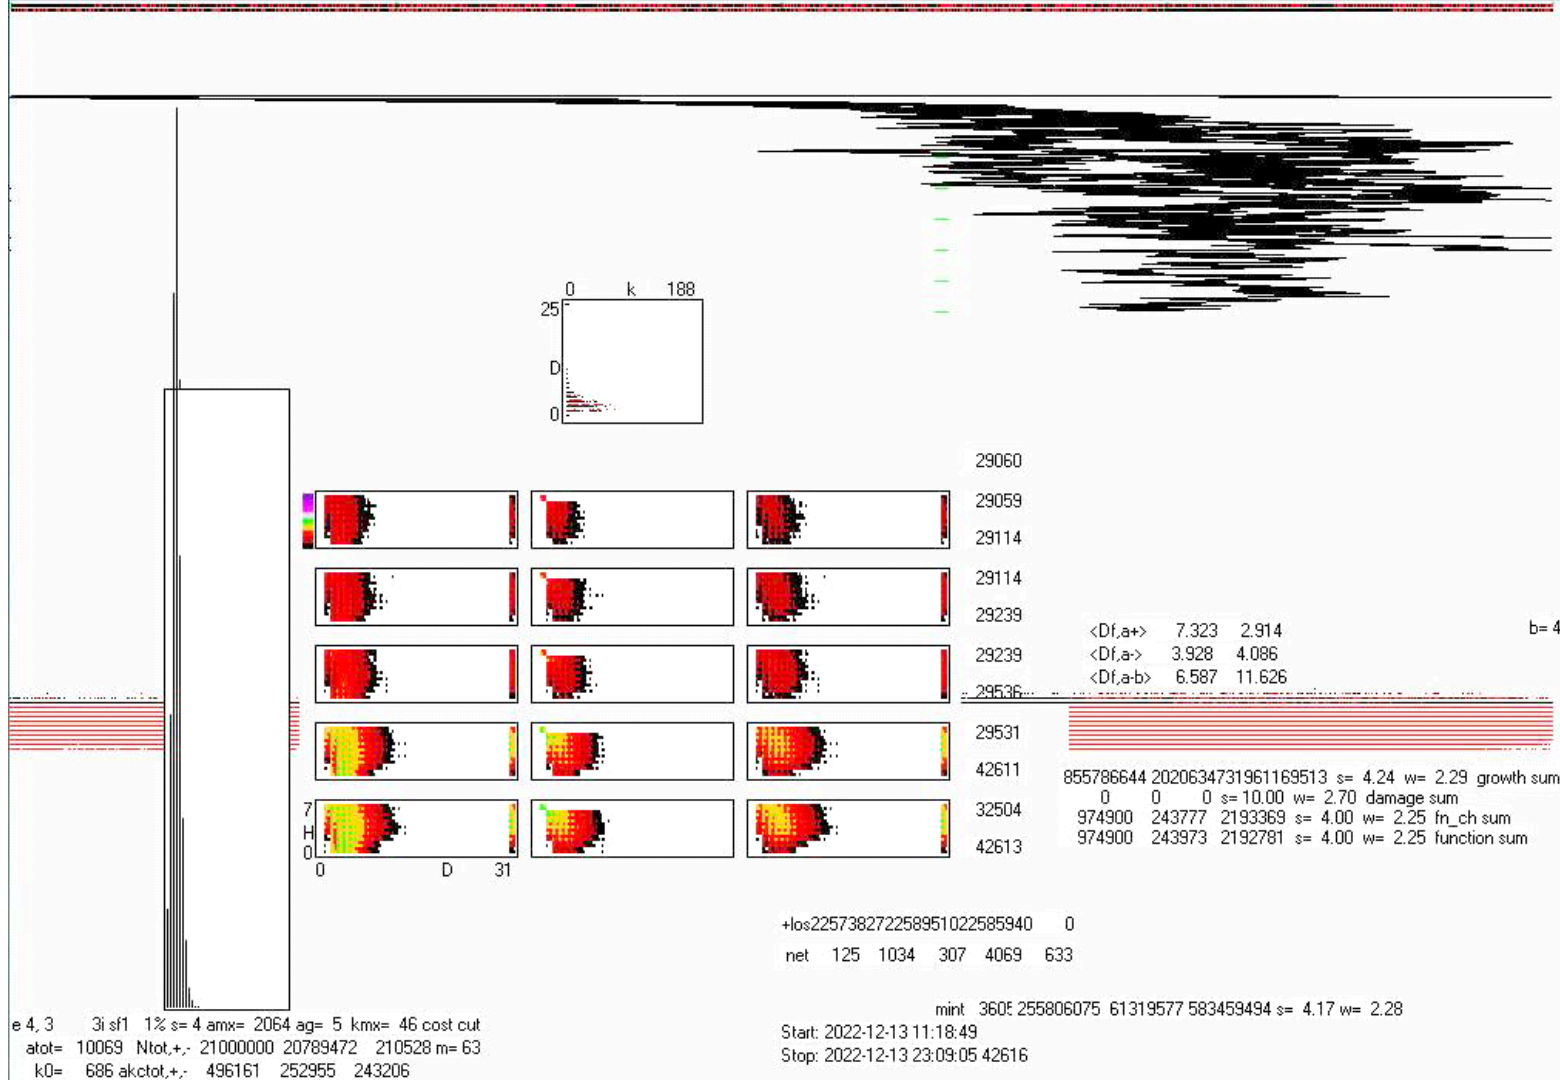 0 k 188
25
D
0
29060
29059
29114
29114
29239
<Df,a+> 7.323 2.914
b= 4
<Df,a-> 3.928 4.086
29239
<Df,a-b> 6.587 11.626
29536
29531
42611
855786644 2020634731961169513 s= 4.24 w= 2.29 growth sum
0 0 0 s= 10.00 w= 2.70 damage sum
7
32504
974900 243777 2193369 s= 4.00 w= 2.25 fn_ch sum
H
974900 243973 2192781 s= 4.00 w= 2.25 function sum
0
42613
0 D 31
+los225738272258951022585940 0
net 125 1034 307 4069 633
mint 3605 255806075 61319577 583459494 s= 4.17 w= 2.28
e 4, 3 3i sf1 1% s= 4 amx= 2064 ag= 5 kmx= 46 cost cut
Start: 2022-12-13 11:18:49
atot= 10069 Ntot,+,- 21000000 20789472 210528 m= 63
Stop: 2022-12-13 23:09:05 42616
k0= 686 akctot,+,- 496161 252955 243206